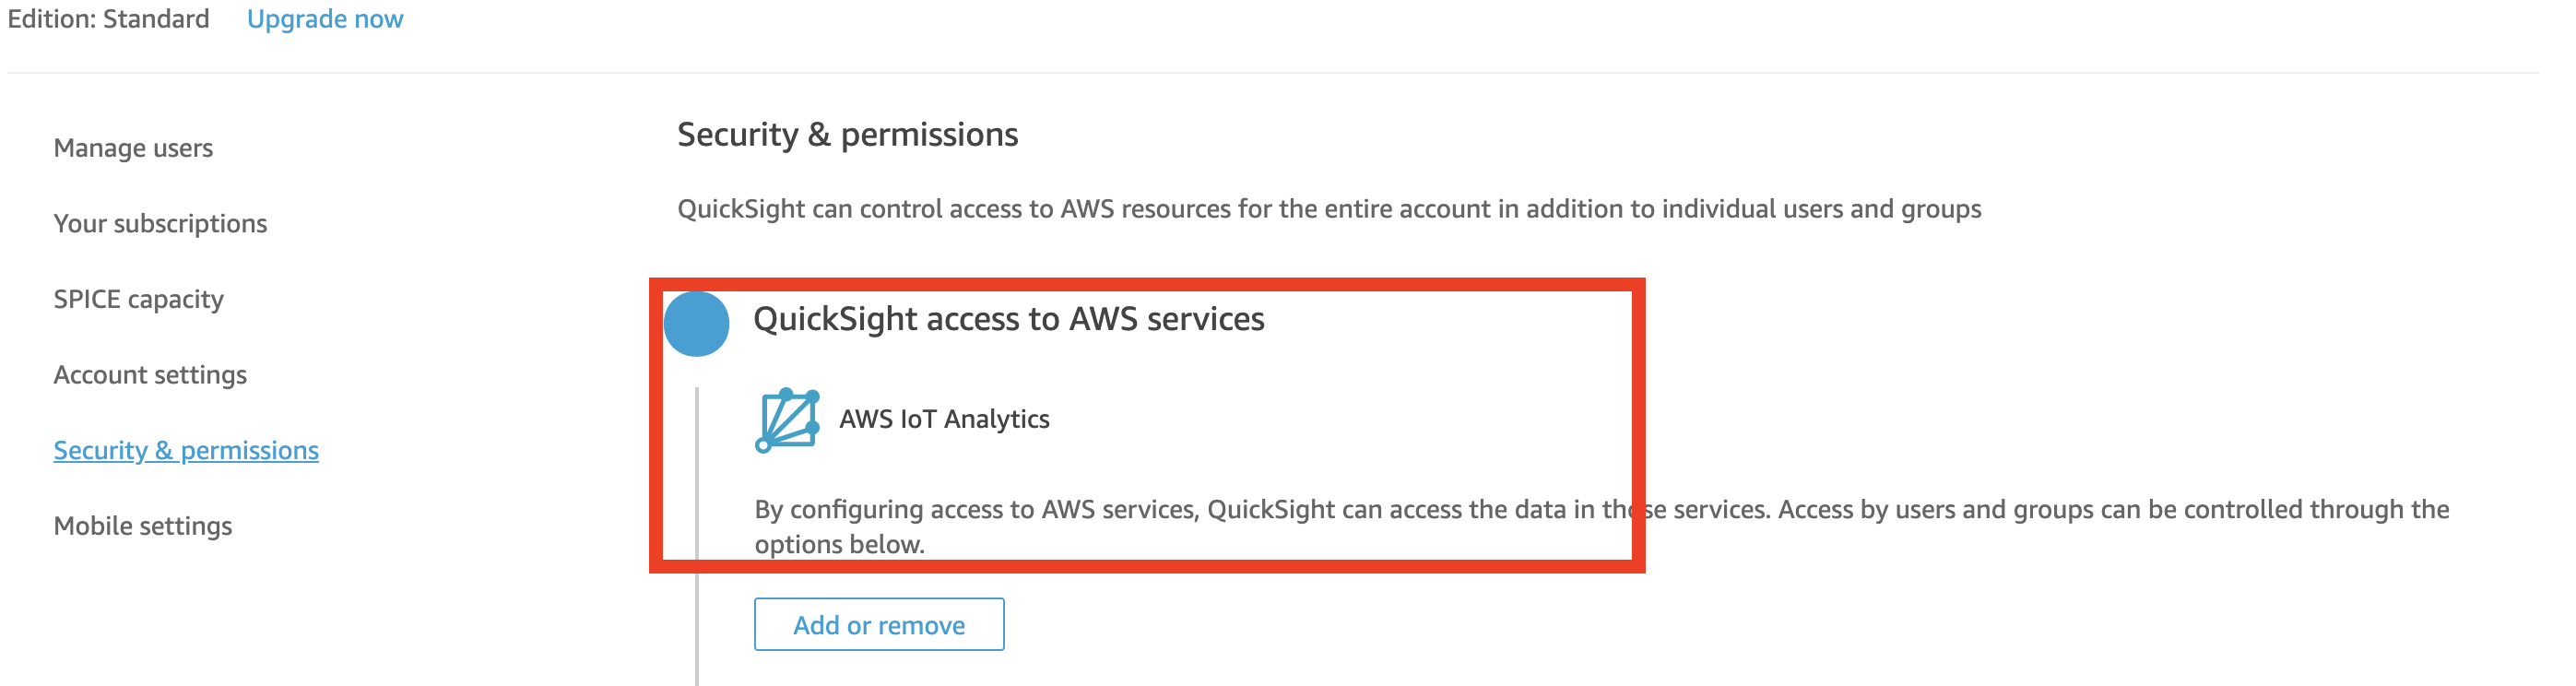 Edition: Standard Upgrade now
Manage users
Your subscriptions
SPICE capacity
Account settings
Security & permissions
Mobile settings
Security & permissions
QuickSight can control access to AWS resources for the entire account in addition to individual users and groups
QuickSight access to AWS services
AWS IoT Analytics
By configuring access to AWS services, QuickSight can access the data in those services. Access by users and groups can be controlled through the
options below.
Add or remove